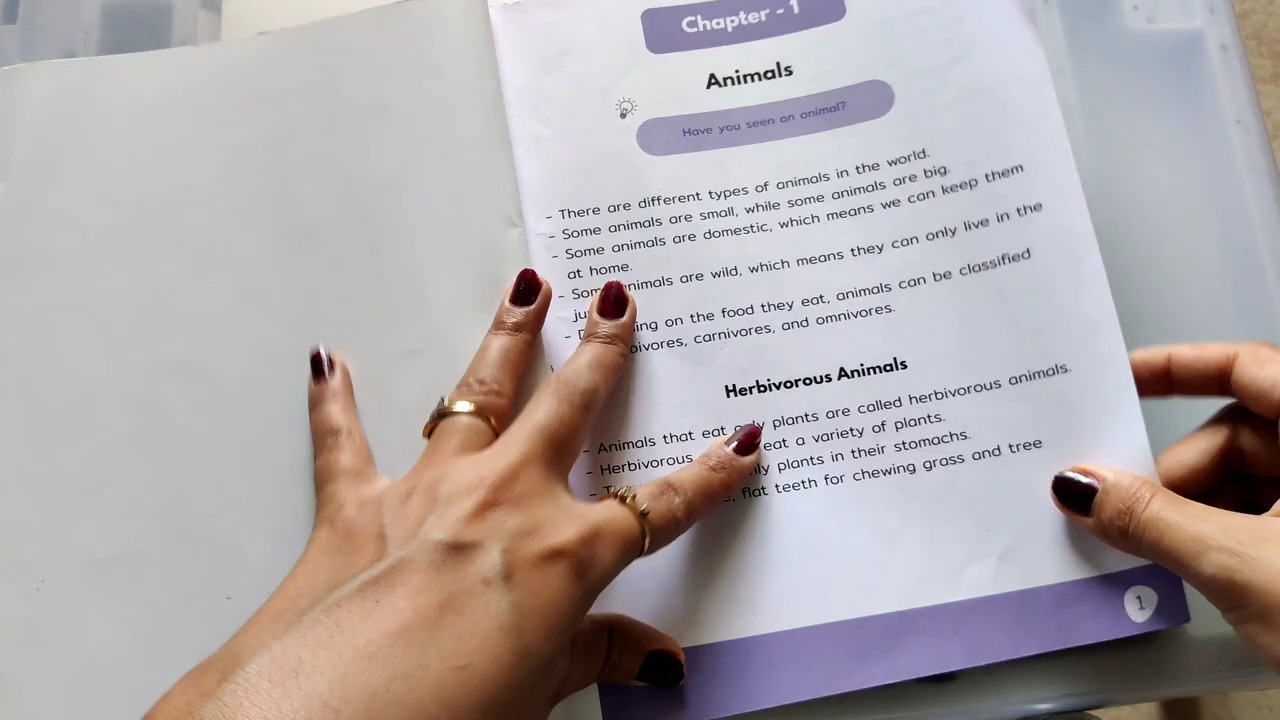 Chapter - 1
Animals
Have you seen an animal?
- There are different types of animals in the world.
- Some animals are small, while some animals are big.
- Some animals are domestic, which means we can keep them
at home.
- Some animals are wild, which means they can only live in the
- on the food they eat, animals can be classified
carnivores, and omnivores.
Herbivorous Animals
- Animals that eat only plants are called herbivorous animals.
- Herbivorous eat a variety of plants.
- plants in their stomachs.
flat teeth for chewing grass and tree
1